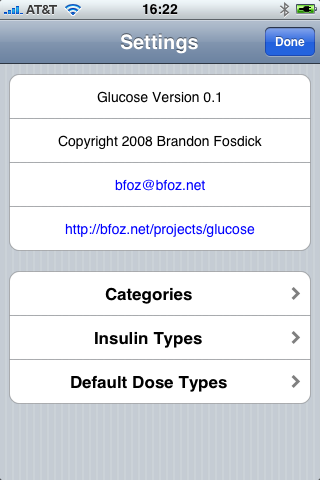 AT&T 16:22
Settings Done
Glucose Version 0.1
Copyright 2008 Brandon Fosdick
bfoz@bfoz.net
http://bfoz.net/projects/glucose
Categories
Insulin Types
Default Dose Types